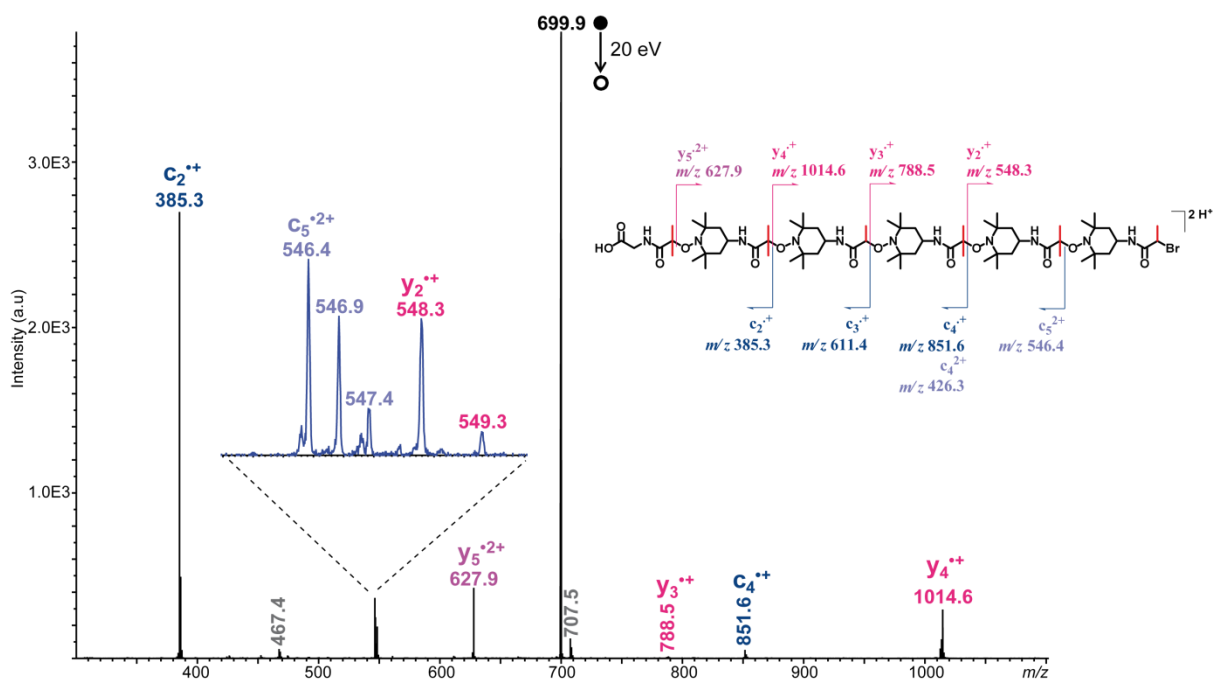 699.9
20 eV
3.0E3
2.0E3
1.0E3
Intensity (a.u)
c₂•+
385.3
c₅•2+
546.4
546.9
547.4
y₂•+
548.3
549.3
467.4
y₅•2+
627.9
707.5
y₃•+
788.5
c₄•+
851.6
y₄•+
1014.6
400
500
600
700
800
900
1000
m/z
y₅·2+
m/z 627.9
y₄·+
m/z 1014.6
y₃·+
m/z 788.5
y₂·+
m/z 548.3
2 H⁺
HO
O
H
N
O
O
N
H
N
O
O
N
H
N
O
O
N
H
N
O
O
N
H
N
O
O
N
H
N
O
Br
c₂·+
m/z 385.3
c₃·+
m/z 611.4
c₄·+
m/z 851.6
c₄2+
m/z 426.3
c₅2+
m/z 546.4